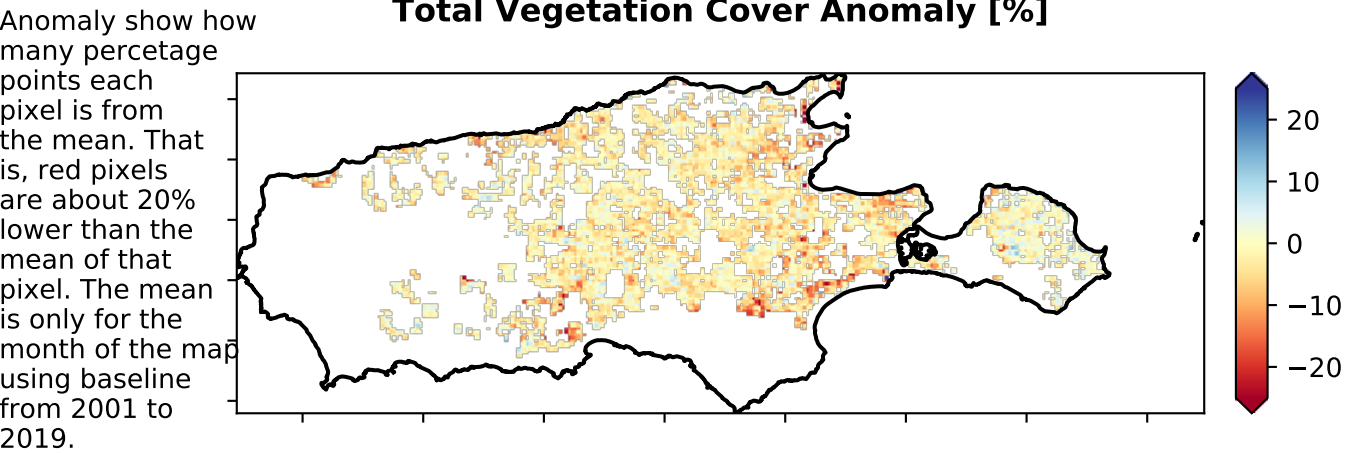 Total Vegetation Cover Anomaly [%]
Anomaly show how
many percetage
points each
pixel is from
the mean. That
is, red pixels
are about 20%
lower than the
mean of that
pixel. The mean
is only for the
month of the map
using baseline
from 2001 to
2019.
20
10
0
−10
−20